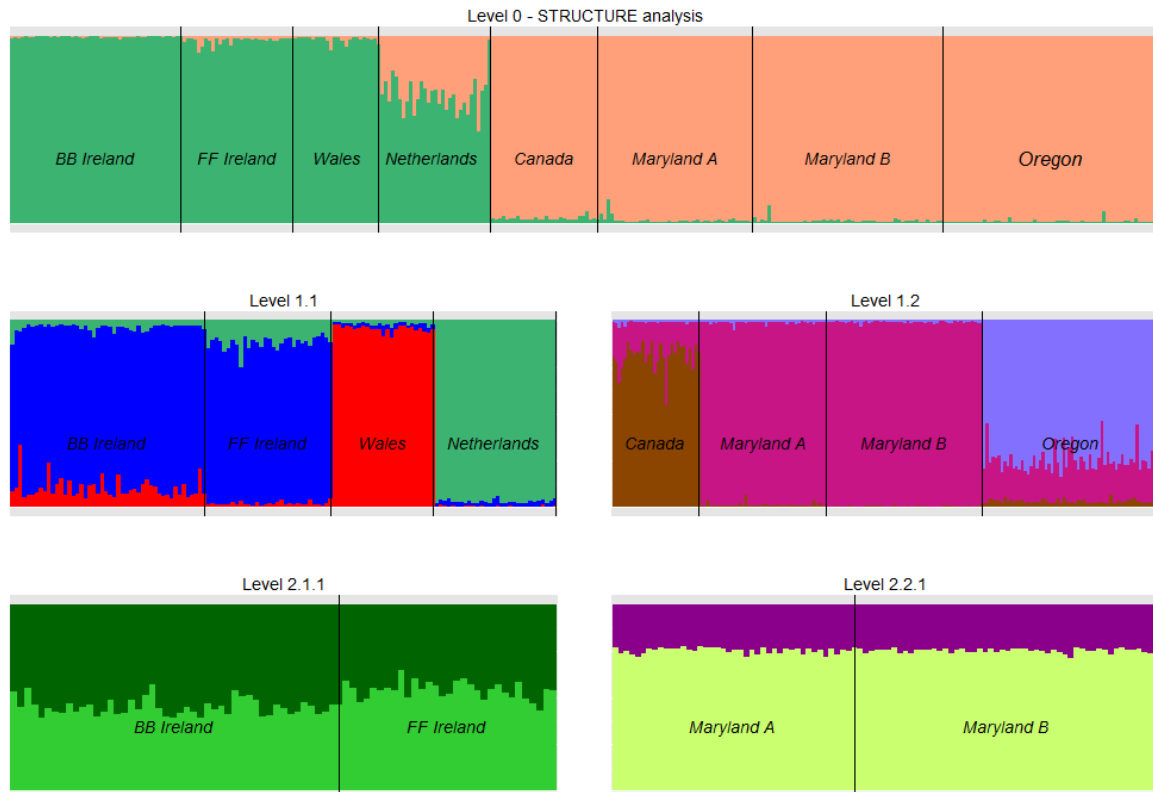 Level 0 - STRUCTURE analysis
BB Ireland FF Ireland Wales Netherlands Canada Maryland A Maryland B Oregon
Level 1.1
BB Ireland FF Ireland Wales Netherlands
Level 1.2
Canada Maryland A Maryland B Oregon
Level 2.1.1
BB Ireland FF Ireland
Level 2.2.1
Maryland A Maryland B